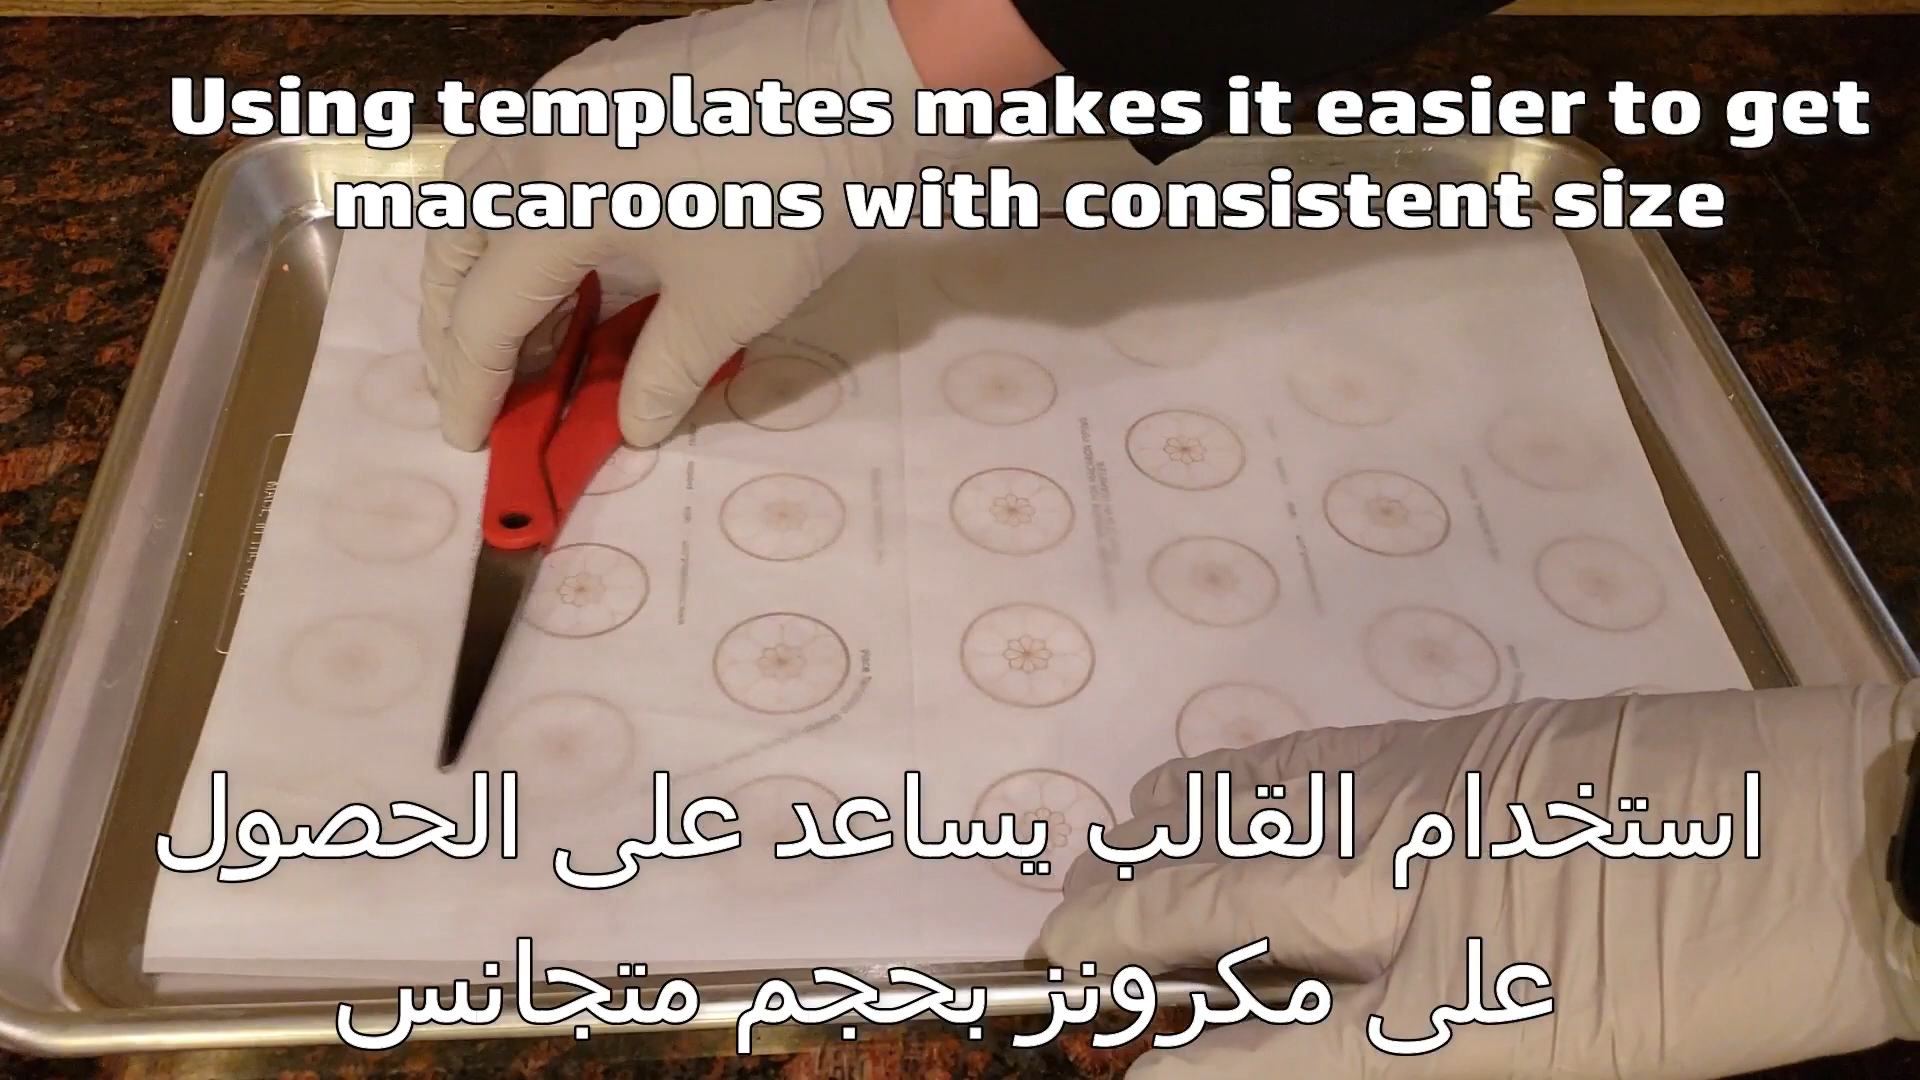 Using templates makes it easier to get
macaroons with consistent size
استخدام القالب يساعد على الحصول
على مكرونز بحجم متجانس